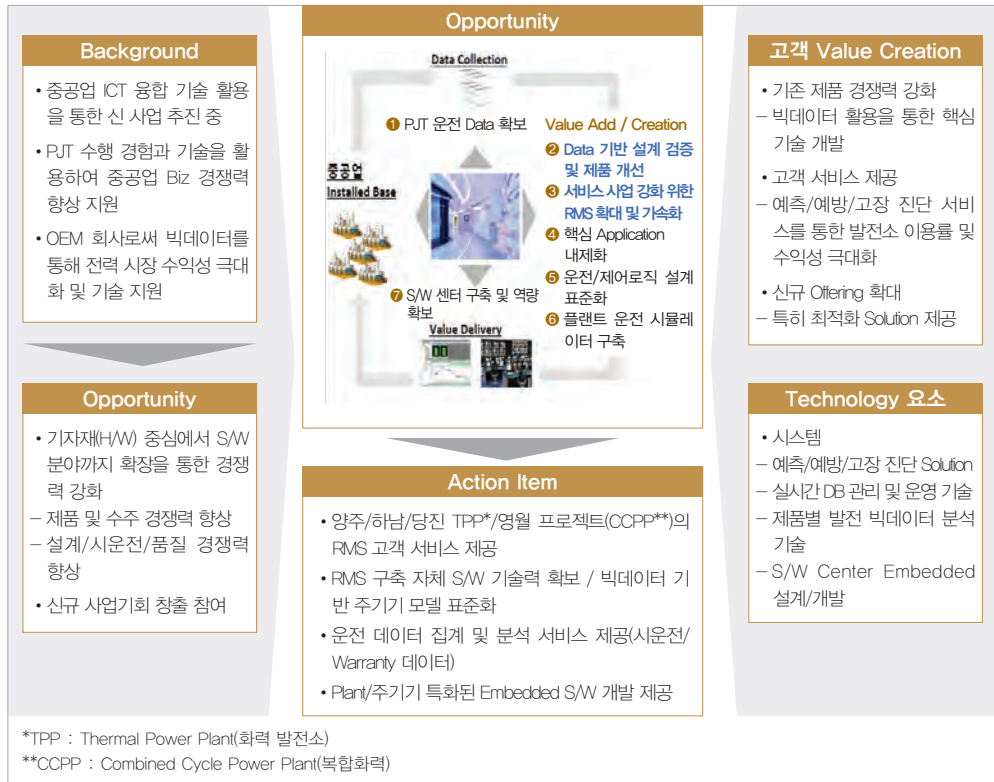 Background
• 중공업 ICT 융합 기술 활용
을 통한 신 사업 추진 중
• PJT 수행 경험과 기술을 활
용하여 중공업 Biz 경쟁력
향상 지원
• OEM 회사로써 빅데이터를
통해 전력 시장 수익성 극대
화 및 기술 지원
Opportunity
• 기자재(H/W) 중심에서 S/W
분야까지 확장을 통한 경쟁
력 강화
– 제품 및 수주 경쟁력 향상
– 설계/시운전/품질 경쟁력
향상
• 신규 사업기회 창출 참여
Opportunity
Data Collection
❶ PJT 운전 Data 확보
중공업
Installed Base
Value Add / Creation
❷ Data 기반 설계 검증
및 제품 개선
❸ 서비스 사업 강화 위한
RMS 확대 및 가속화
❹ 핵심 Application
내제화
❺ 운전/제어로직 설계
표준화
❻ 플랜트 운전 시뮬레
이터 구축
❼ S/W 센터 구축 및 역량
확보
Value Delivery
Action Item
• 양주/하남/당진 TPP*/영월 프로젝트(CCPP**)의
RMS 고객 서비스 제공
• RMS 구축 자체 S/W 기술력 확보 / 빅데이터 기
반 주기기 모델 표준화
• 운전 데이터 집계 및 분석 서비스 제공(시운전/
Warranty 데이터)
• Plant/주기기 특화된 Embedded S/W 개발 제공
고객 Value Creation
• 기존 제품 경쟁력 강화
– 빅데이터 활용을 통한 핵심
기술 개발
• 고객 서비스 제공
– 예측/예방/고장 진단 서비
스를 통한 발전소 이용률 및
수익성 극대화
• 신규 Offering 확대
– 특히 최적화 Solution 제공
Technology 요소
• 시스템
– 예측/예방/고장 진단 Solution
– 실시간 DB 관리 및 운영 기술
– 제품별 발전 빅데이터 분석
기술
– S/W Center Embedded
설계/개발
*TPP : Thermal Power Plant(화력 발전소)
**CCPP : Combined Cycle Power Plant(복합화력)